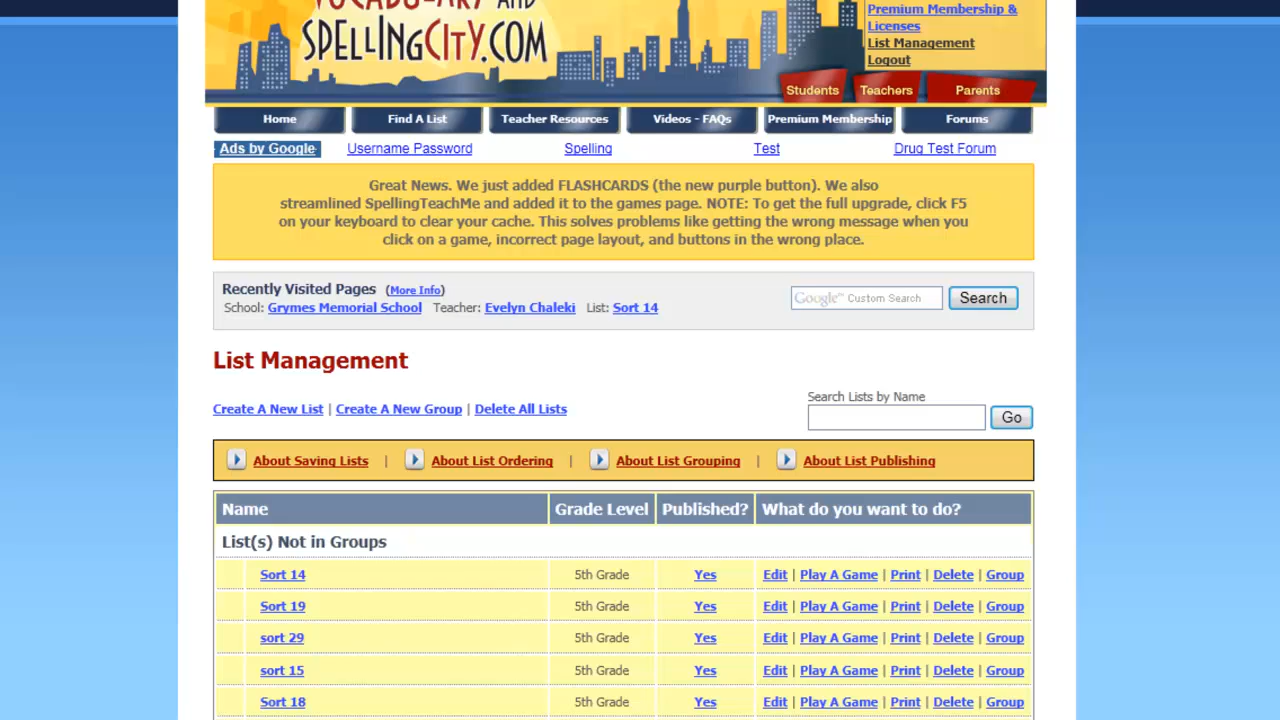 VOCABULARY AND
SPELLINGCITY.COM
Premium Membership &
Licenses
List Management
Logout
Students Teachers Parents
Home Find A List Teacher Resources Videos - FAQs Premium Membership Forums
Ads by Google Username Password Spelling Test Drug Test Forum
Great News. We just added FLASHCARDS (the new purple button). We also
streamlined SpellingTeachMe and added it to the games page. NOTE: To get the full upgrade, click F5
on your keyboard to clear your cache. This solves problems like getting the wrong message when you
click on a game, incorrect page layout, and buttons in the wrong place.
Recently Visited Pages (More Info)
School: Grymes Memorial School Teacher: Evelyn Chaleki List: Sort 14
Google™ Custom Search Search
List Management
Search Lists by Name
Create A New List | Create A New Group | Delete All Lists
Go
About Saving Lists | About List Ordering | About List Grouping | About List Publishing
Name Grade Level Published? What do you want to do?
List(s) Not in Groups
Sort 14 5th Grade Yes Edit | Play A Game | Print | Delete | Group
Sort 19 5th Grade Yes Edit | Play A Game | Print | Delete | Group
sort 29 5th Grade Yes Edit | Play A Game | Print | Delete | Group
sort 15 5th Grade Yes Edit | Play A Game | Print | Delete | Group
Sort 18 5th Grade Yes Edit | Play A Game | Print | Delete | Group